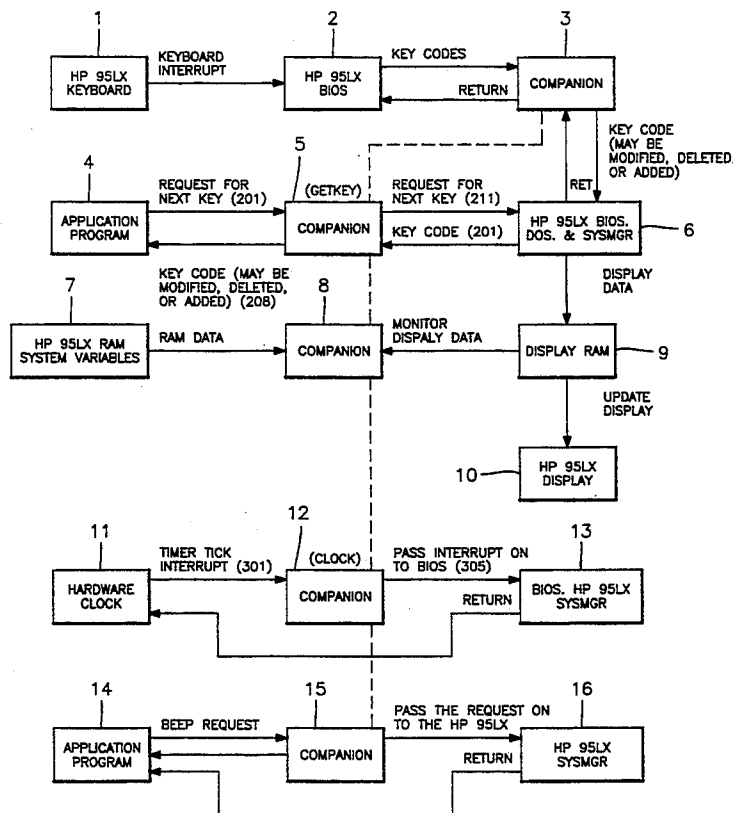 1
2
3
HP 95LX
KEYBOARD
KEYBOARD
INTERRUPT
HP 95LX
BIOS
KEY CODES
RETURN
COMPANION
KEY CODE
(MAY BE
MODIFIED, DELETED,
OR ADDED)
RET
4
5
6
APPLICATION
PROGRAM
REQUEST FOR
NEXT KEY (201)
(GETKEY)
COMPANION
REQUEST FOR
NEXT KEY (211)
KEY CODE (201)
HP 95LX BIOS.
DOS. & SYSMGR
KEY CODE (MAY BE
MODIFIED, DELETED,
OR ADDED) (208)
DISPLAY
DATA
7
8
9
HP 95LX RAM
SYSTEM VARIABLES
RAM DATA
COMPANION
MONITOR
DISPALY DATA
DISPLAY RAM
UPDATE
DISPLAY
10
HP 95LX
DISPLAY
11
12
13
HARDWARE
CLOCK
TIMER TICK
INTERRUPT (301)
(CLOCK)
COMPANION
PASS INTERRUPT ON
TO BIOS (305)
RETURN
BIOS. HP 95LX
SYSMGR
14
15
16
APPLICATION
PROGRAM
BEEP REQUEST
COMPANION
PASS THE REQUEST ON
TO THE HP 95LX
RETURN
HP 95LX
SYSMGR